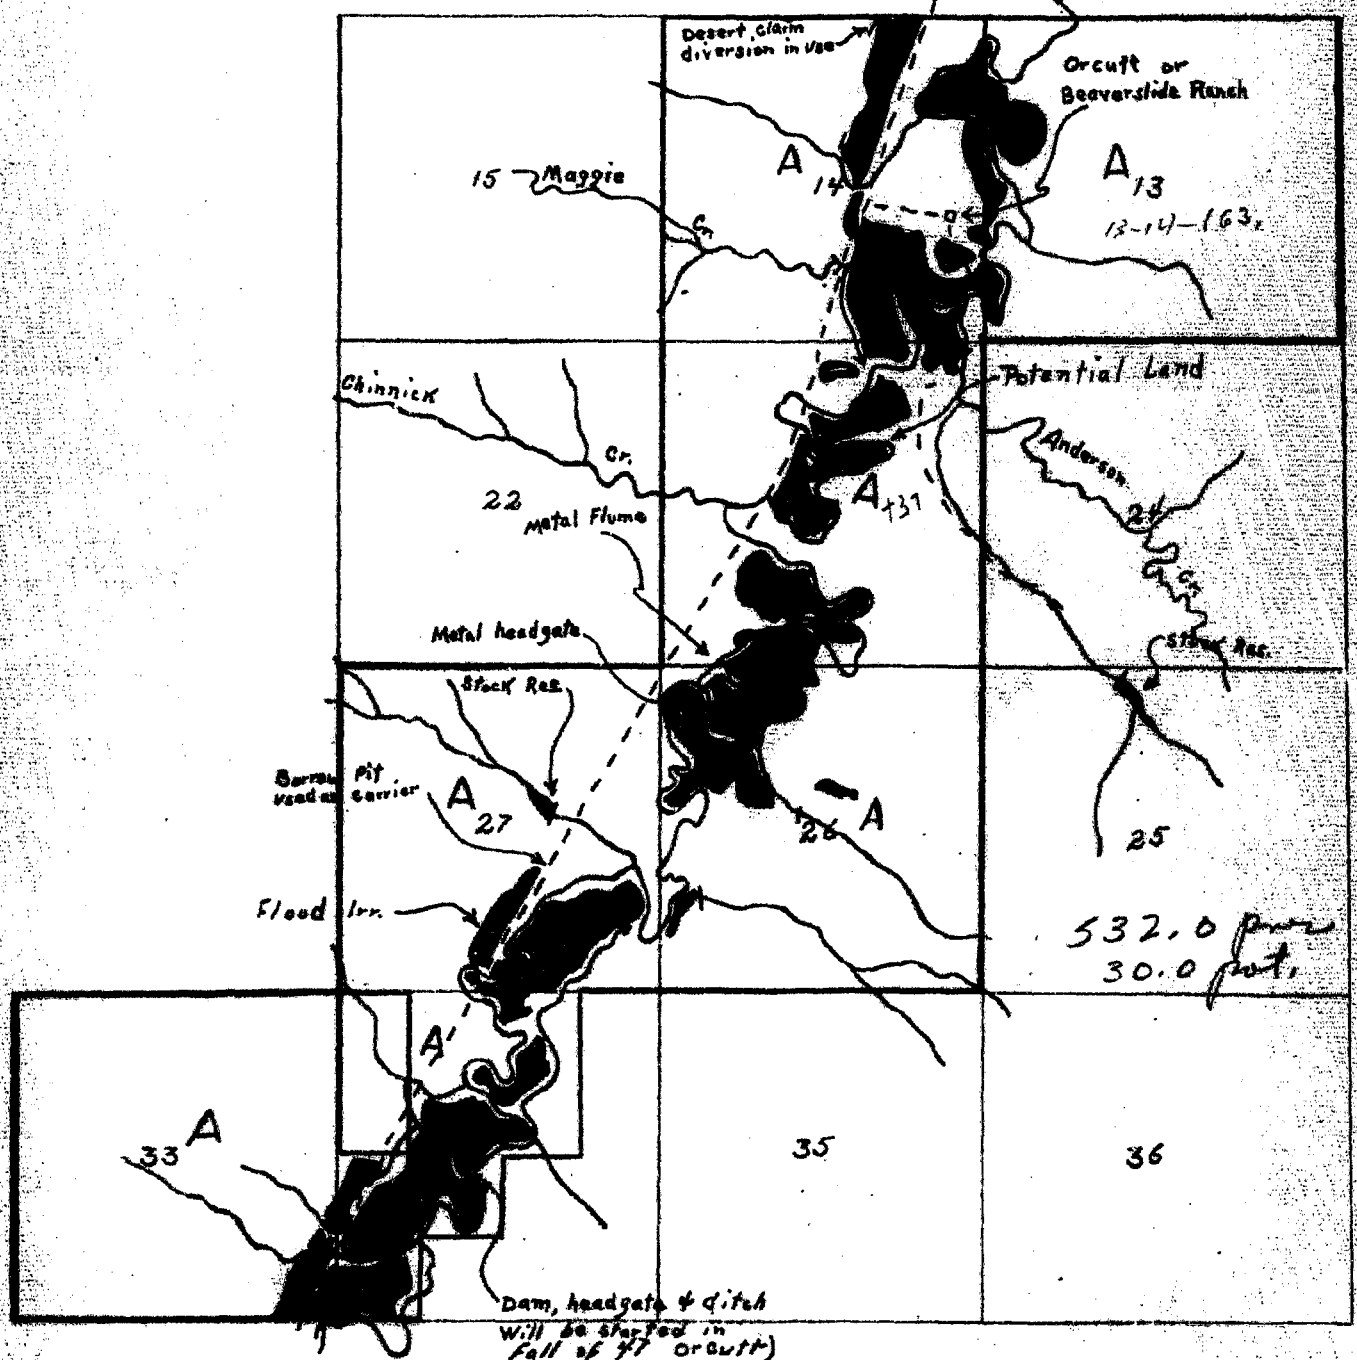 Desert claim
diversion in use
Orcutt or
Beaverslide Ranch
A
14
A
13
13-14-163.
15
Maggie
Cr.
Chinnick
Cr.
22
Potential Land
Anderson
24
Cr.
A
Metal Flume
Metal headgate
Stock Res.
Stock Res.
Borrow Pit
used as carrier
A
27
26
A
25
Flood Irr.
532.0
30.0 pot.
A
33
A
35
36
Dam, headgate & ditch
Will be started in
Fall of 47 Orcutt)